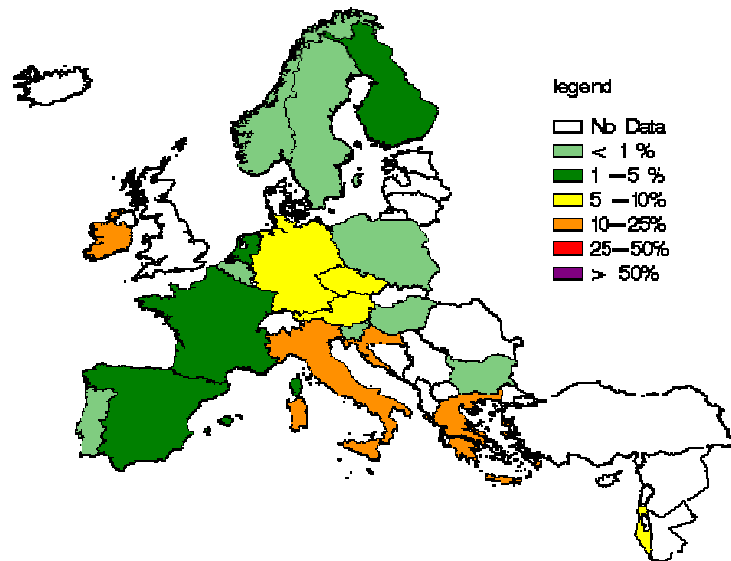 legend
No Data
< 1 %
1 –5 %
5 –10%
10–25%
25–50%
> 50%